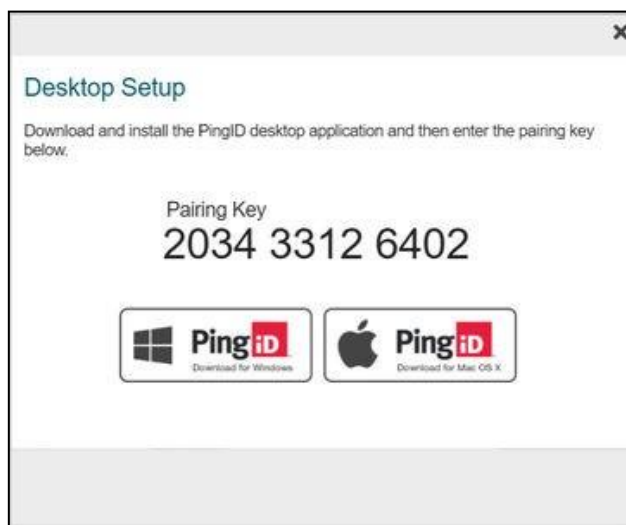 Desktop Setup
Download and install the PingID desktop application and then enter the pairing key
below.
Pairing Key
2034 3312 6402
Ping iD
Download for Windows
Ping iD
Download for Mac OS X